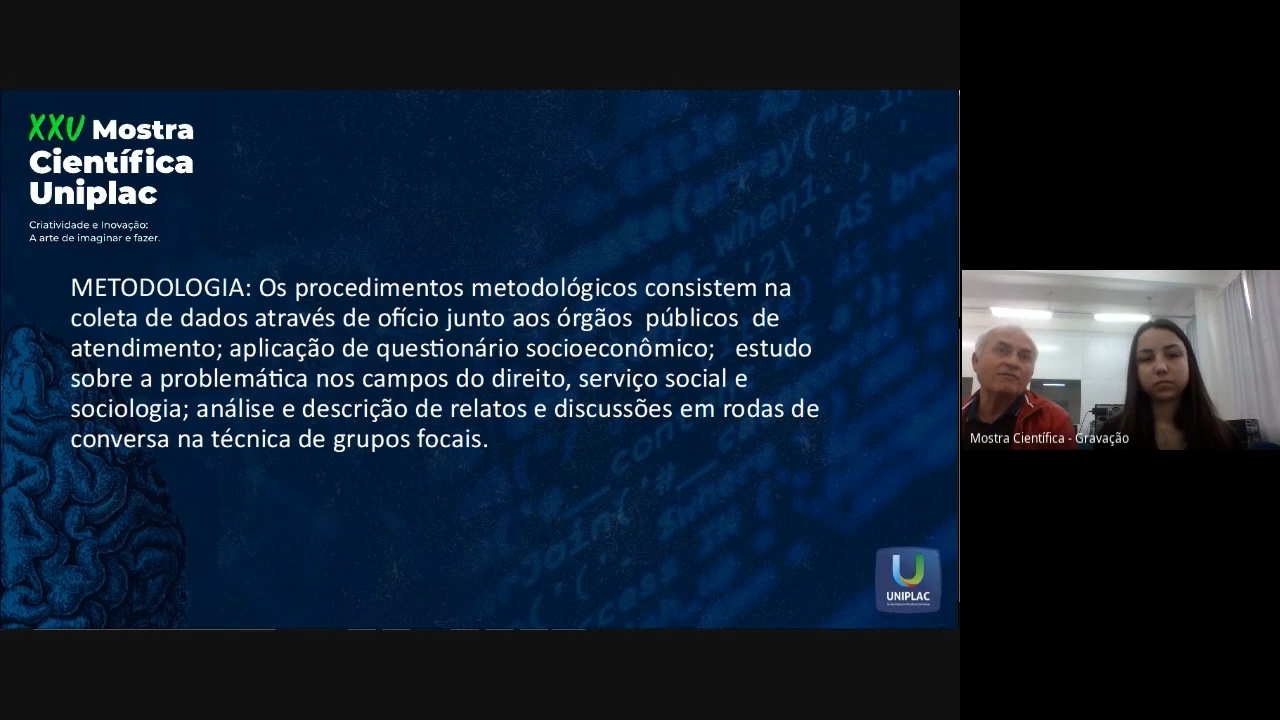 XXV Mostra
Científica
Uniplac
Criatividade e Inovação:
A arte de imaginar e fazer.
METODOLOGIA: Os procedimentos metodológicos consistem na
coleta de dados através de ofício junto aos órgãos  públicos  de
atendimento; aplicação de questionário socioeconômico;   estudo
sobre a problemática nos campos do direito, serviço social e
sociologia; análise e descrição de relatos e discussões em rodas de
conversa na técnica de grupos focais.
UNIPLAC
Mostra Científica - Gravação